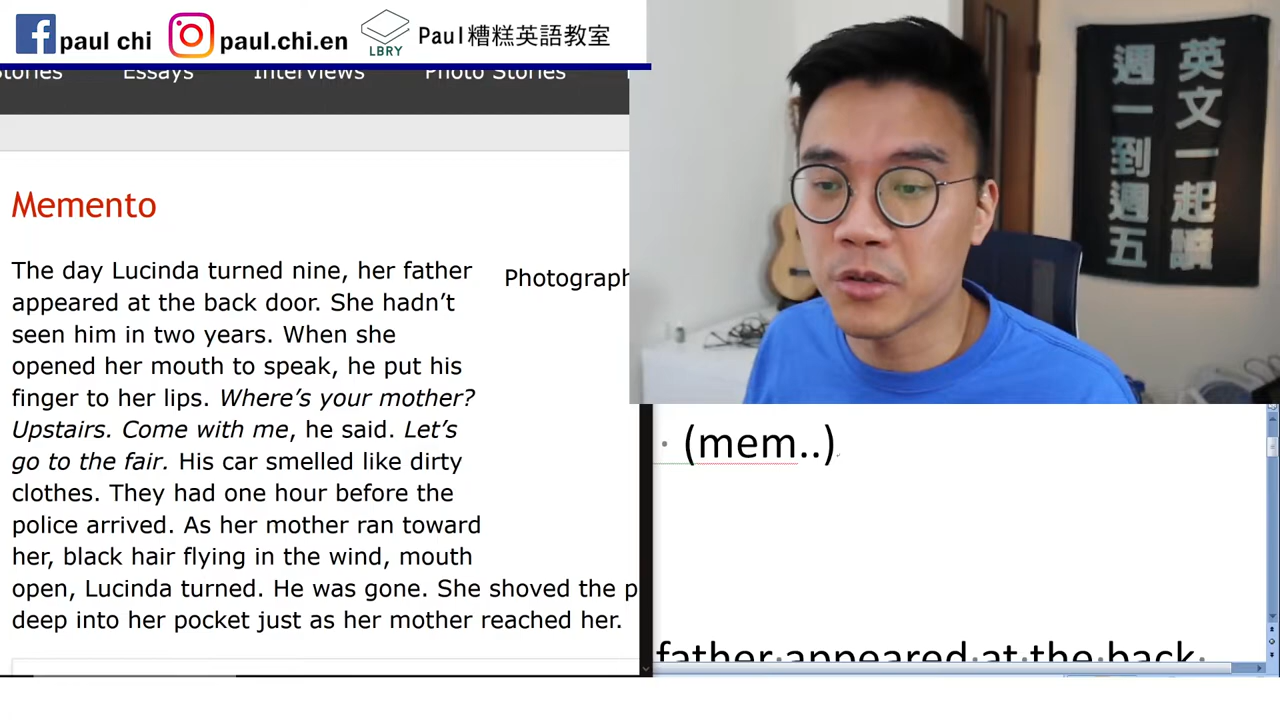 paul chi
paul.chi.en
LBRY
Paul糟糕英語教室
Essays
Interviews
Photo Stories
Memento
The day Lucinda turned nine, her father
appeared at the back door. She hadn’t
seen him in two years. When she
opened her mouth to speak, he put his
finger to her lips. Where’s your mother?
Upstairs. Come with me, he said. Let’s
go to the fair. His car smelled like dirty
clothes. They had one hour before the
police arrived. As her mother ran toward
her, black hair flying in the wind, mouth
open, Lucinda turned. He was gone. She shoved the p
deep into her pocket just as her mother reached her.
Photograph
英文一起讀
週一到週五
(mem..)
father appeared at the back